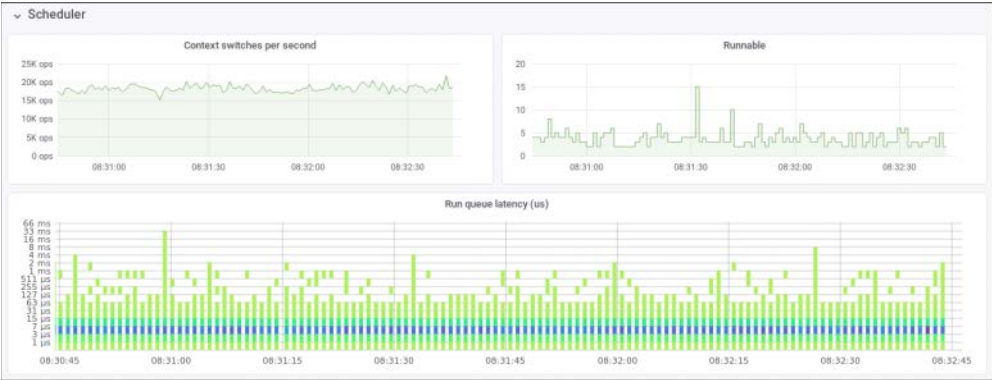 Scheduler
Context switches per second
25K ops
20K ops
15K ops
10K ops
5K ops
0 ops
08:31:00 08:31:30 08:32:00 08:32:30
Runnable
20
15
10
5
0
08:31:00 08:31:30 08:32:00 08:32:30
Run queue latency (us)
66 ms
33 ms
16 ms
8 ms
4 ms
2 ms
1 ms
511 µs
255 µs
127 µs
63 µs
31 µs
15 µs
7 µs
3 µs
1 µs
08:30:45 08:31:00 08:31:15 08:31:30 08:31:45 08:32:00 08:32:15 08:32:30 08:32:45